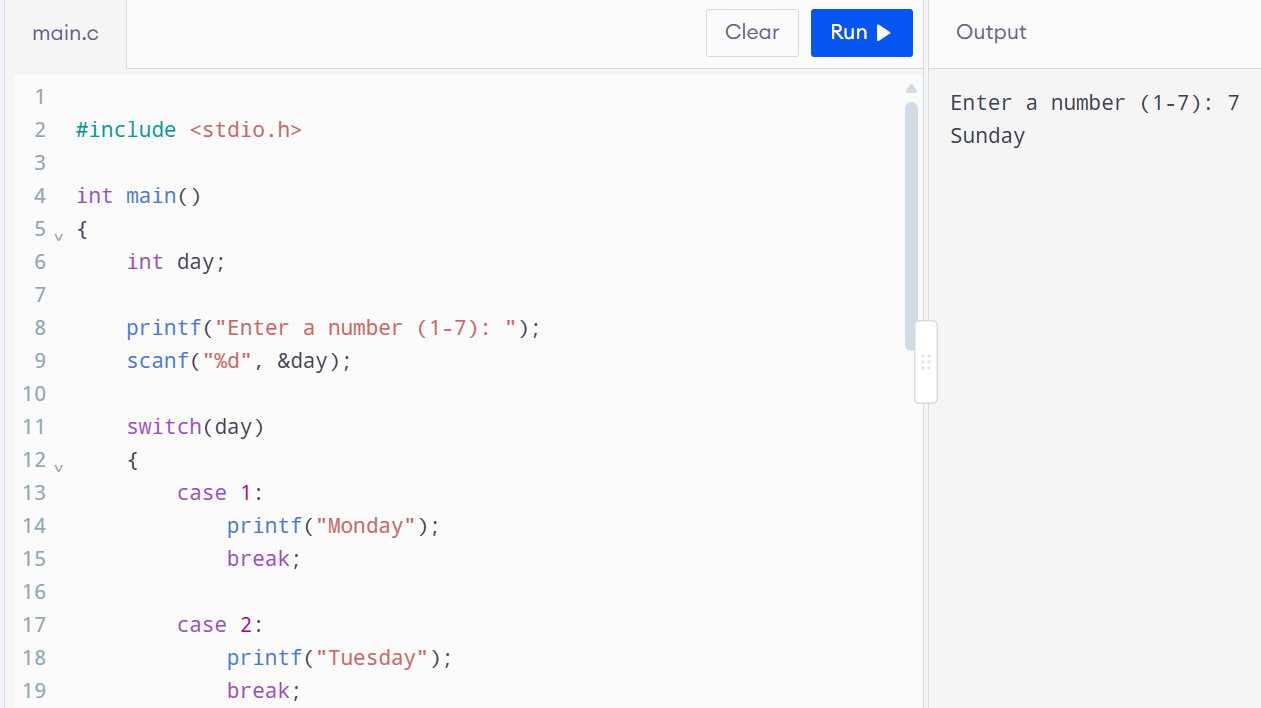 main.c
Clear
Run
Output
1
2 #include <stdio.h>
3
4 int main()
5 {
6     int day;
7
8     printf("Enter a number (1-7): ");
9     scanf("%d", &day);
10
11     switch(day)
12     {
13         case 1:
14             printf("Monday");
15             break;
16
17         case 2:
18             printf("Tuesday");
19             break;
Enter a number (1-7): 7
Sunday